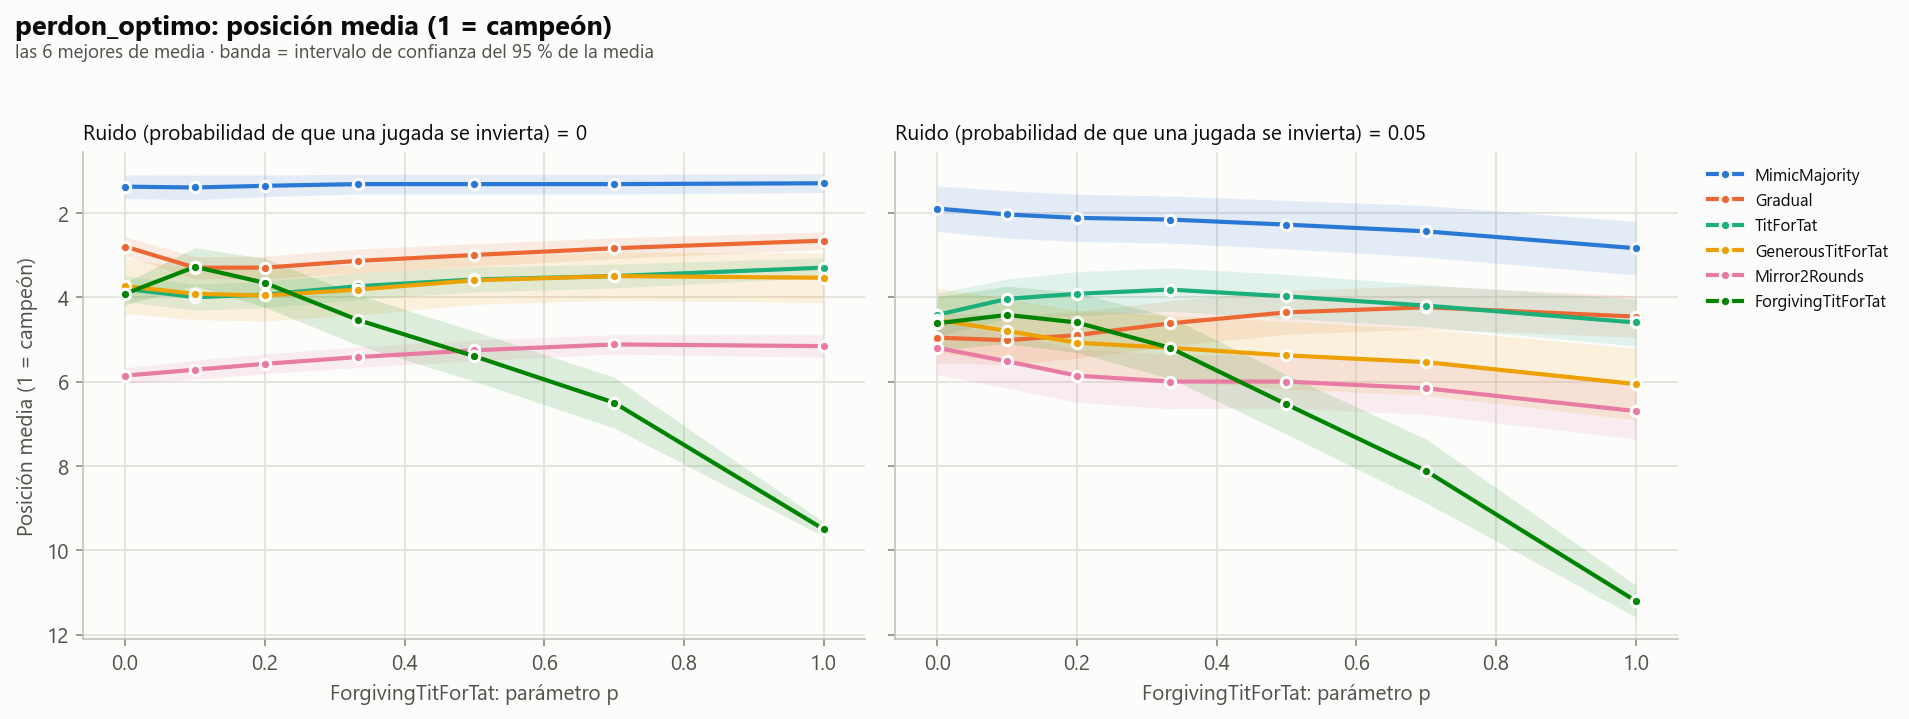 perdon_optimo: posición media (1 = campeón)
las 6 mejores de media · banda = intervalo de confianza del 95 % de la media
Ruido (probabilidad de que una jugada se invierta) = 0
Ruido (probabilidad de que una jugada se invierta) = 0.05
Posición media (1 = campeón)
2
4
6
8
10
12
0.0 0.2 0.4 0.6 0.8 1.0
0.0 0.2 0.4 0.6 0.8 1.0
ForgivingTitForTat: parámetro p
ForgivingTitForTat: parámetro p
MimicMajority
Gradual
TitForTat
GenerousTitForTat
Mirror2Rounds
ForgivingTitForTat